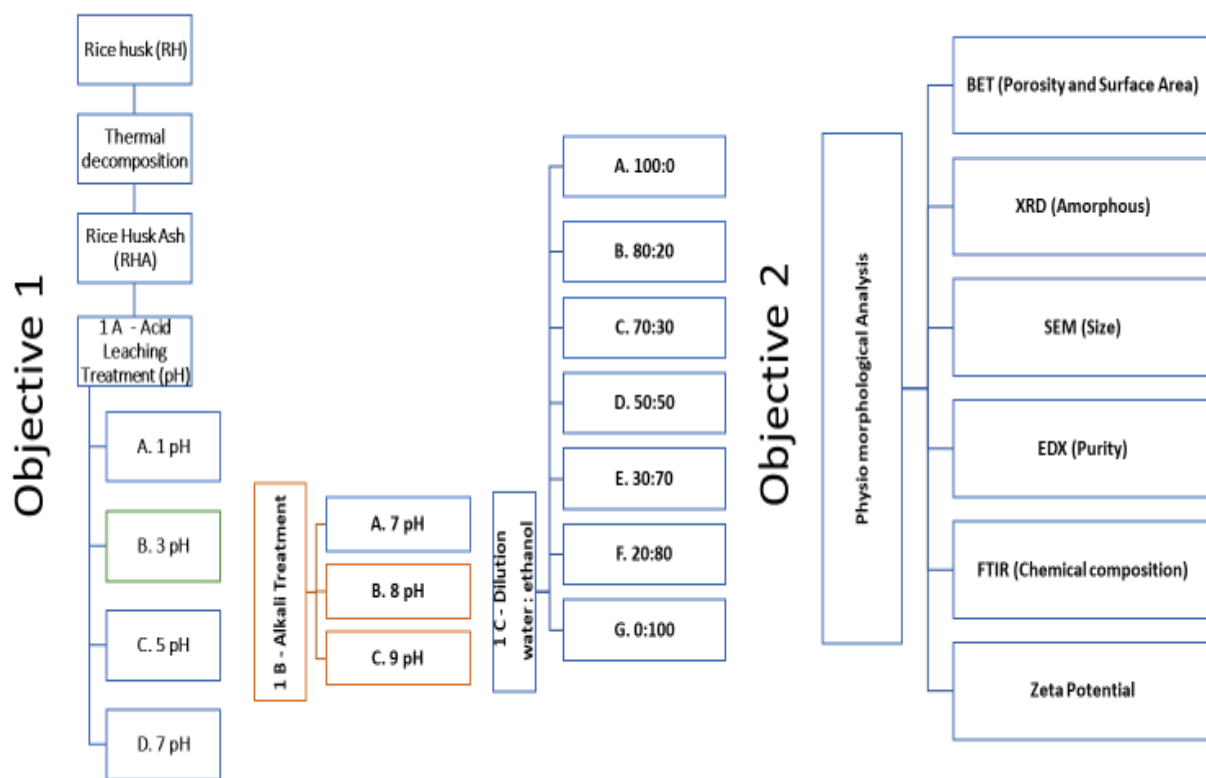 Objective 1
Rice husk (RH)
Thermal
decomposition
Rice Husk Ash
(RHA)
1 A - Acid
Leaching
Treatment (pH)
A. 1 pH
B. 3 pH
C. 5 pH
D. 7 pH
1 B - Alkali Treatment
A. 7 pH
B. 8 pH
C. 9 pH
1 C - Dilution
water : ethanol
A. 100:0
B. 80:20
C. 70:30
D. 50:50
E. 30:70
F. 20:80
G. 0:100
Objective 2
Physio morphological Analysis
BET (Porosity and Surface Area)
XRD (Amorphous)
SEM (Size)
EDX (Purity)
FTIR (Chemical composition)
Zeta Potential